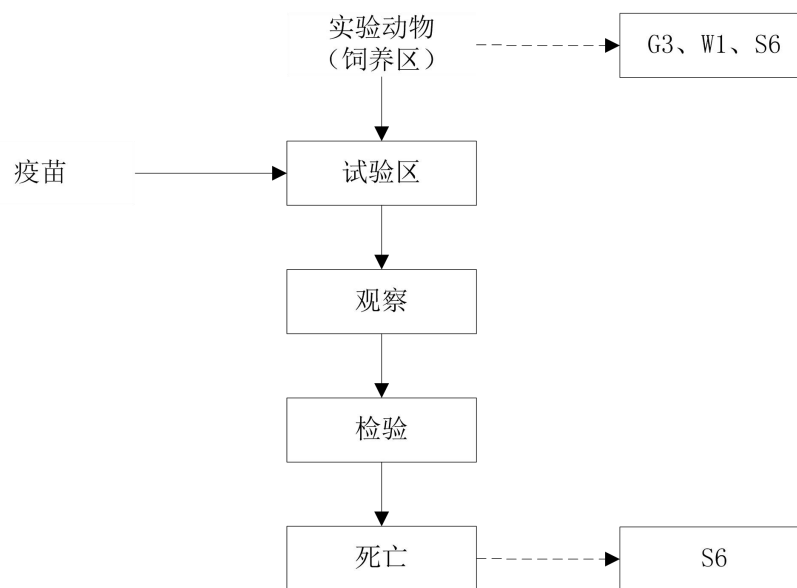 实验动物
（饲养区）
G3、W1、S6
疫苗
试验区
观察
检验
死亡
S6